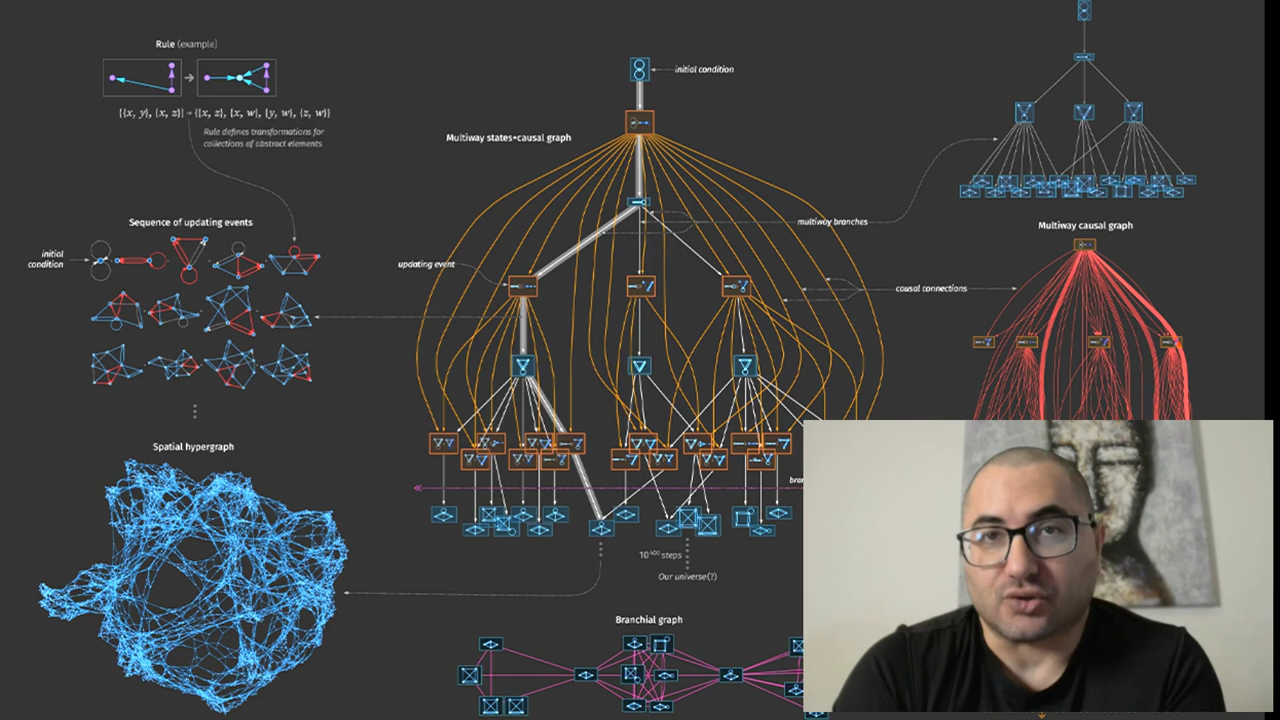 Rule (example)
{{x, y}, {x, z}} → {{x, z}, {x, w}, {y, w}, {z, w}}
Rule defines transformations for
collections of abstract elements
Sequence of updating events
initial
condition
Spatial hypergraph
initial condition
Multiway states+causal graph
multiway branches
updating event
causal connections
10⁴⁰⁰ steps
Our universe(?)
Branchial graph
Multiway causal graph